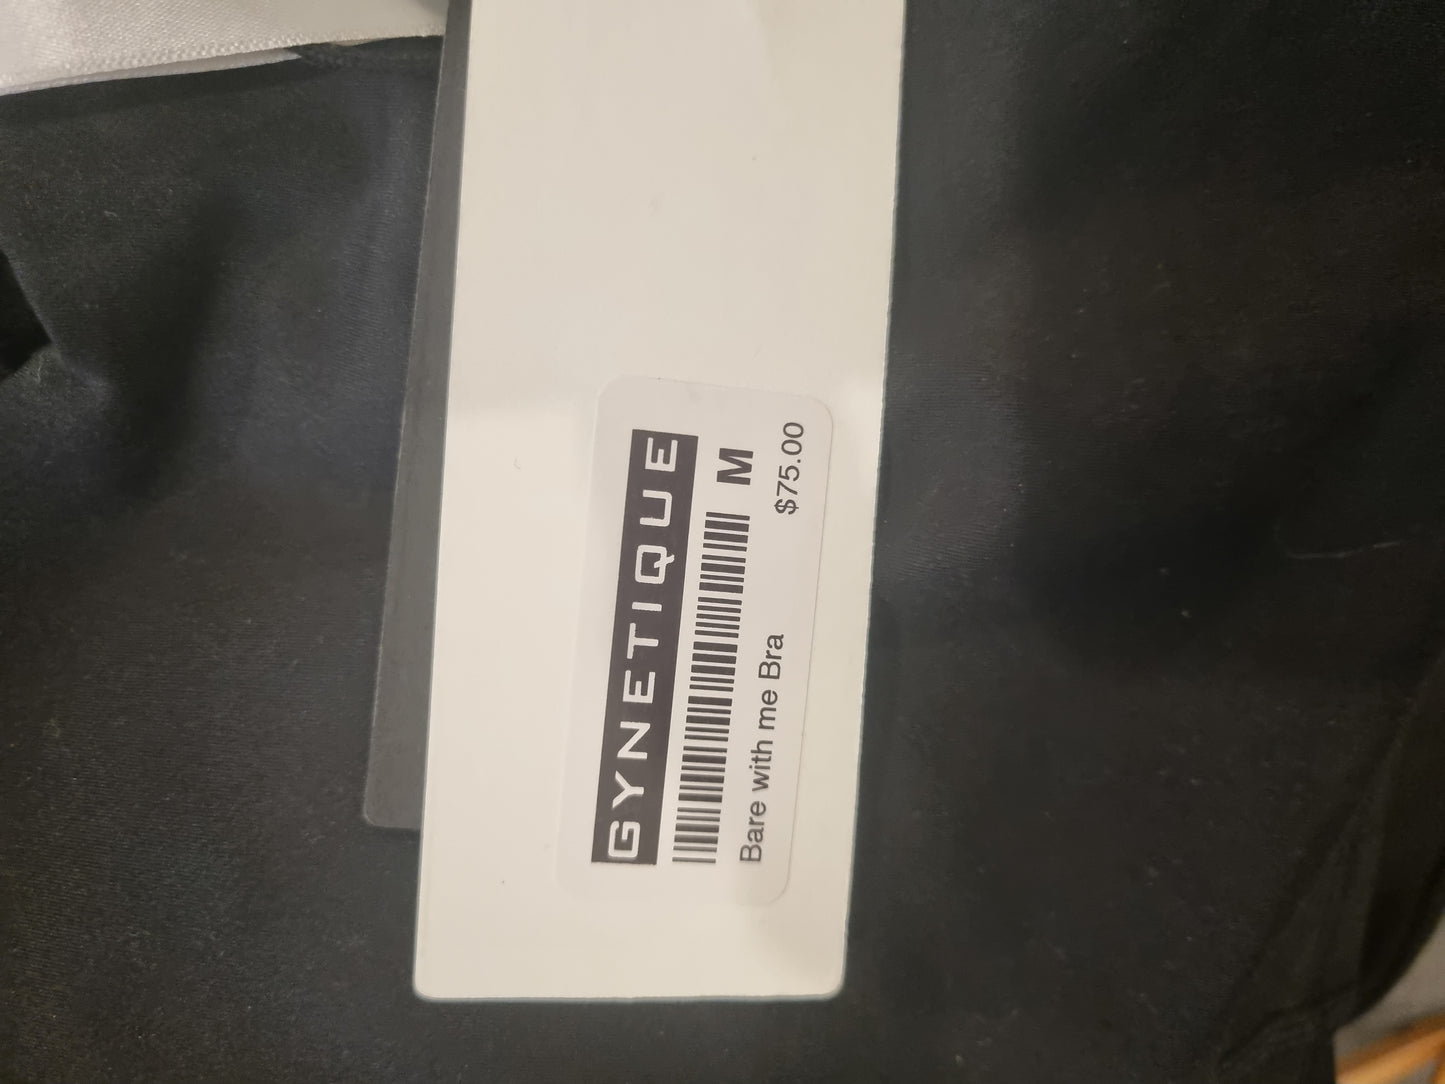 GYNETIQUE
M
Bare with me Bra $75.00